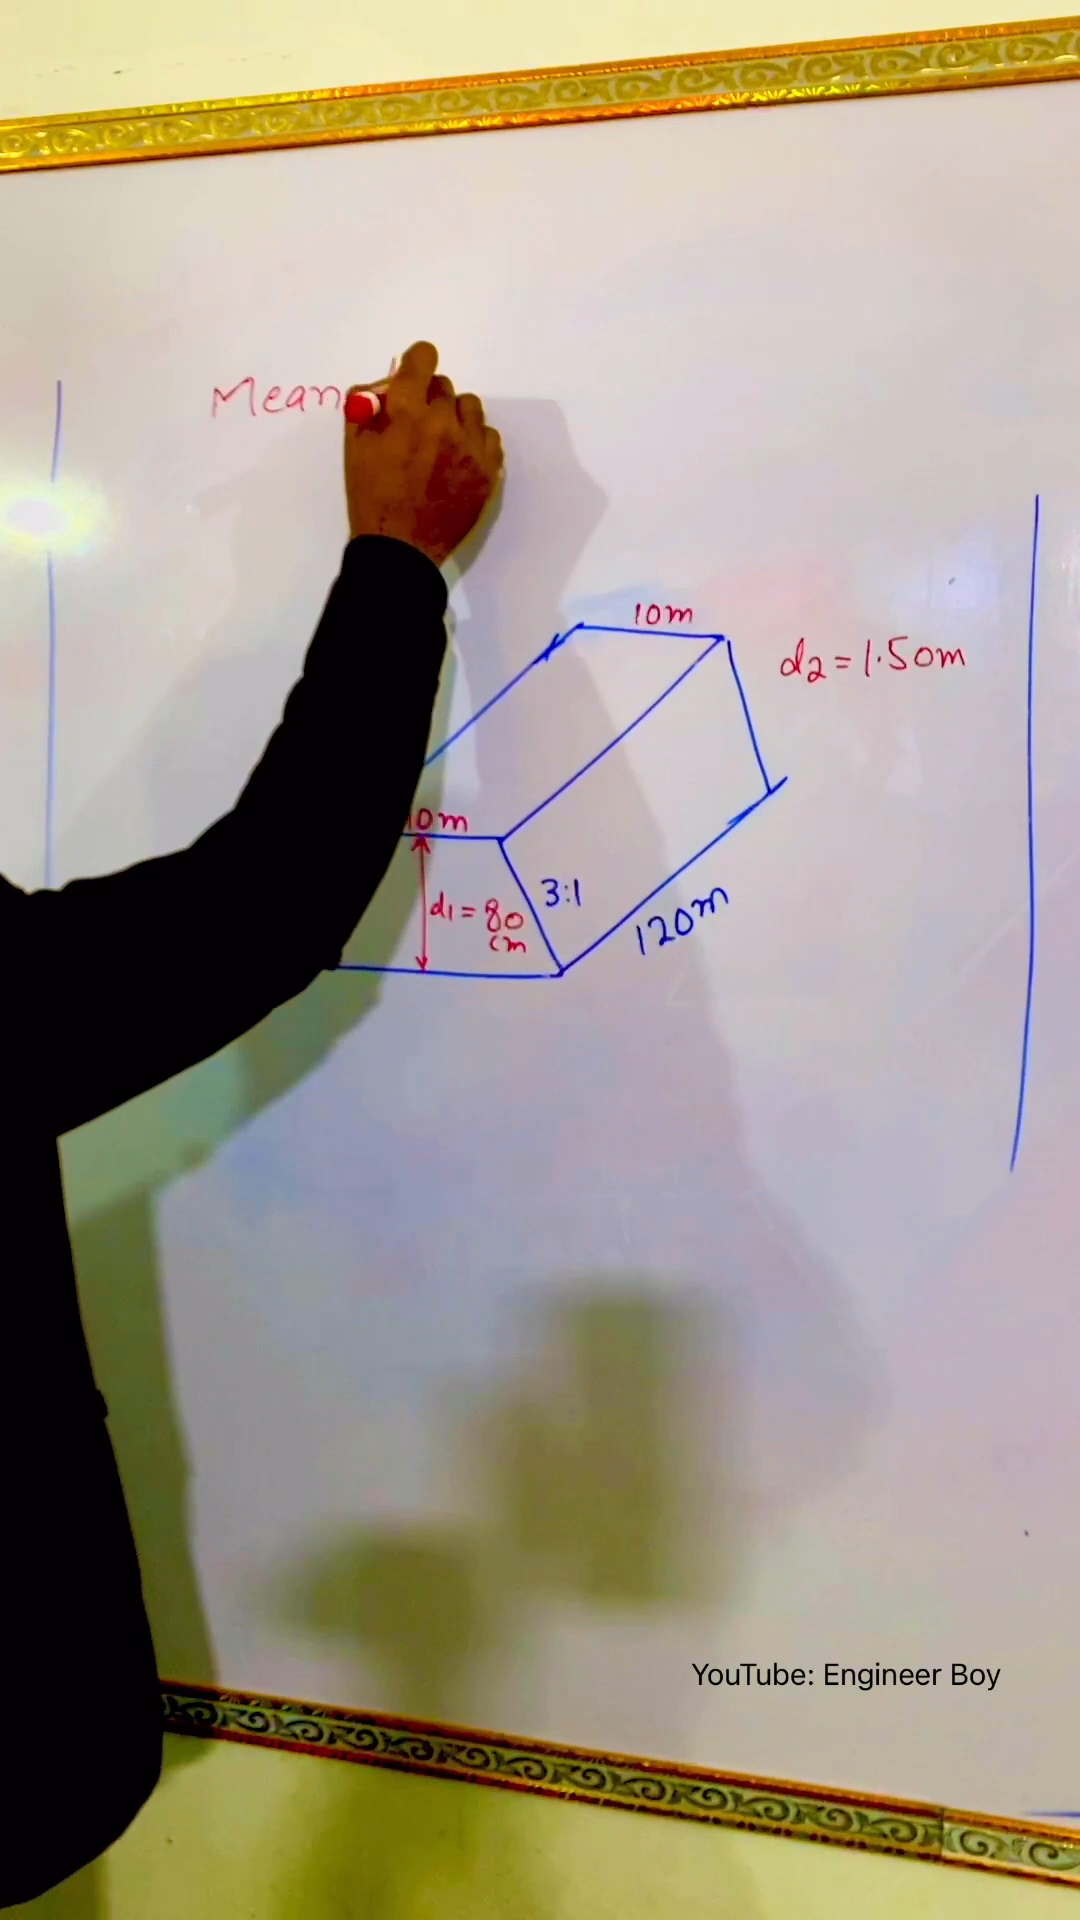 Mean
10m
d2 = 1.50m
10m
d1 = 80
cm
3:1
120m
YouTube: Engineer Boy